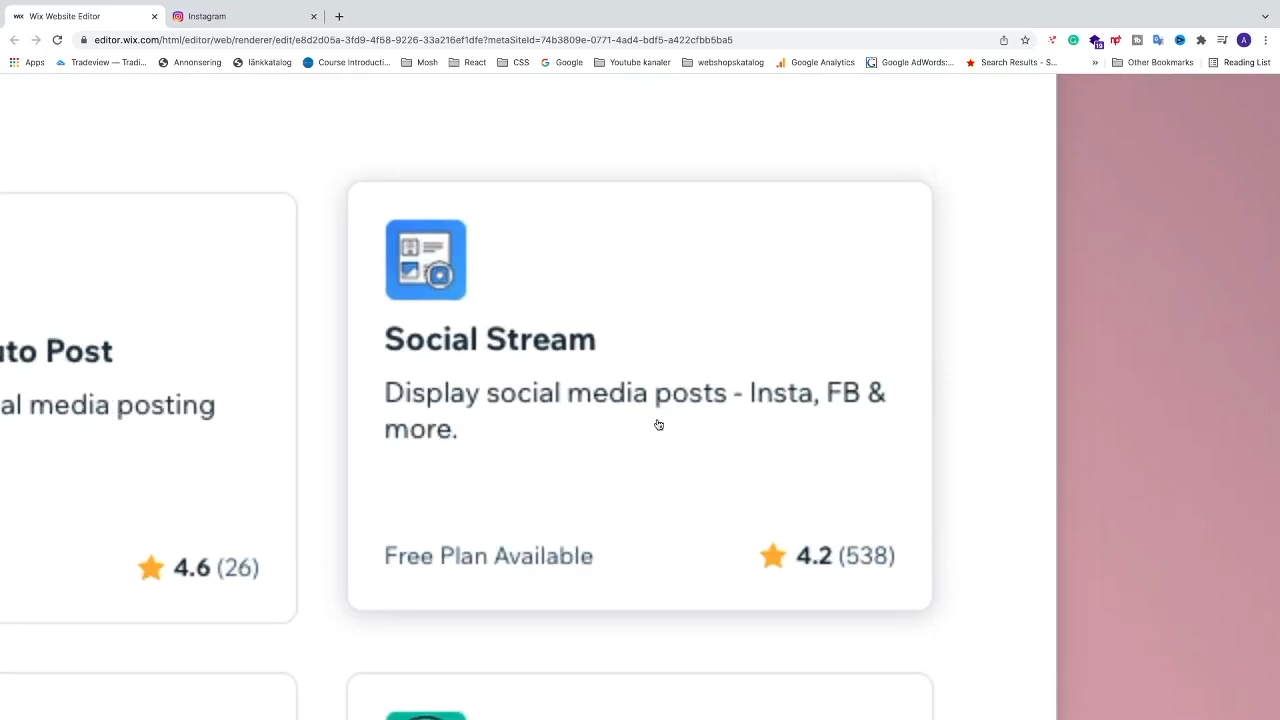 WIX Wix Website Editor
Instagram
editor.wix.com/html/editor/web/renderer/edit/e8d2d05a-3fd9-4f58-9226-33a216ef1dfe?metaSiteId=74b3809e-0771-4ad4-bdf5-a422cfbb5ba5
19
A
Apps
Tradeview – Tradi...
Annonsering
länkkatalog
Course Introducti...
Mosh
React
CSS
Google
Youtube kanaler
webshopskatalog
Google Analytics
Google AdWords:...
Search Results - S...
»
Other Bookmarks
Reading List
Social Stream
Display social media posts - Insta, FB &
more.
Free Plan Available
4.2 (538)
to Post
al media posting
4.6 (26)